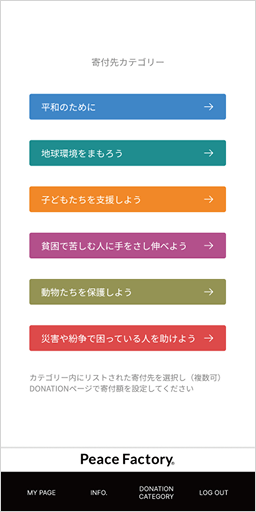 寄付先カテゴリー
平和のために
地球環境をまもろう
子どもたちを支援しよう
貧困で苦しむ人に手をさし伸べよう
動物たちを保護しよう
災害や紛争で困っている人を助けよう
カテゴリー内にリストされた寄付先を選択し（複数可）
DONATIONページで寄付額を設定してください
Peace Factory®
MY PAGE
INFO.
DONATION
CATEGORY
LOG OUT